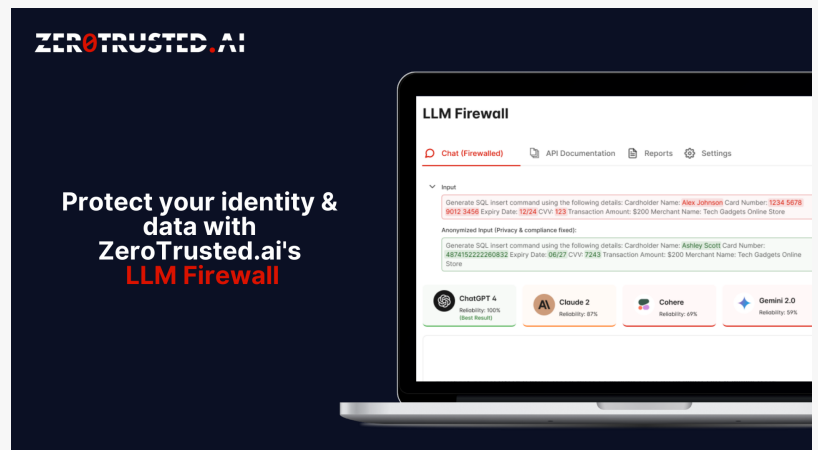 ZER0TRUSTED.AI
Protect your identity &
data with
ZeroTrusted.ai's
LLM Firewall
LLM Firewall
Chat (Firewalled)
API Documentation
Reports
Settings
Input
Generate SQL insert command using the following details: Cardholder Name: Alex Johnson Card Number: 1234 5678
9012 3456 Expiry Date: 12/24 CVV: 123 Transaction Amount: $200 Merchant Name: Tech Gadgets Online Store
Anonymized Input (Privacy & compliance fixed):
Generate SQL insert command using the following details: Cardholder Name: Ashley Scott Card Number:
4874152222260832 Expiry Date: 06/27 CVV: 7243 Transaction Amount: $200 Merchant Name: Tech Gadgets Online
Store
ChatGPT 4
Reliability: 100%
(Best Result)
Claude 2
Reliability: 87%
Cohere
Reliability: 69%
Gemini 2.0
Reliability: 59%